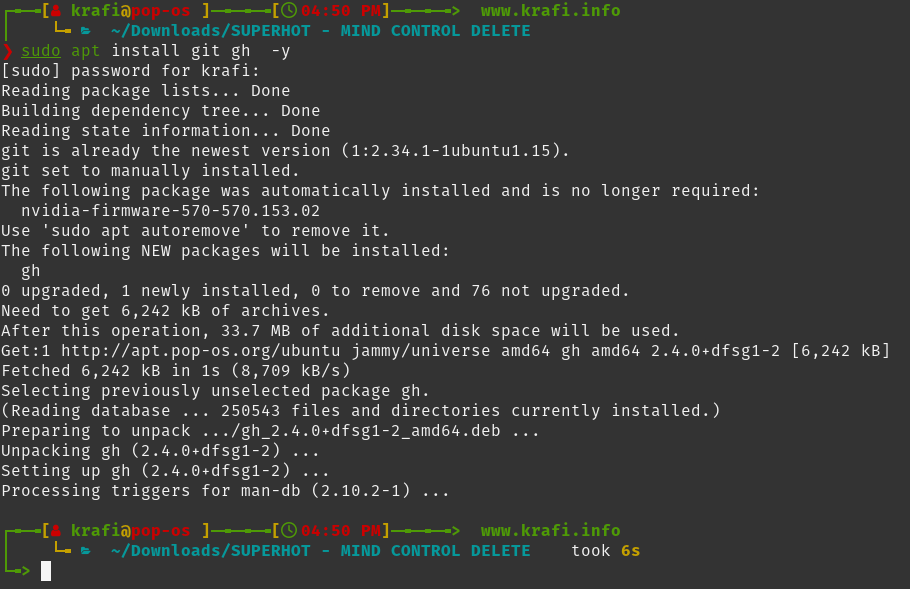 [ krafi@pop-os ]——[04:50 PM]——> www.krafi.info
~/Downloads/SUPERHOT - MIND CONTROL DELETE
❯ sudo apt install git gh  -y
[sudo] password for krafi:
Reading package lists... Done
Building dependency tree... Done
Reading state information... Done
git is already the newest version (1:2.34.1-1ubuntu1.15).
git set to manually installed.
The following package was automatically installed and is no longer required:
  nvidia-firmware-570-570.153.02
Use 'sudo apt autoremove' to remove it.
The following NEW packages will be installed:
  gh
0 upgraded, 1 newly installed, 0 to remove and 76 not upgraded.
Need to get 6,242 kB of archives.
After this operation, 33.7 MB of additional disk space will be used.
Get:1 http://apt.pop-os.org/ubuntu jammy/universe amd64 gh amd64 2.4.0+dfsg1-2 [6,242 kB]
Fetched 6,242 kB in 1s (8,709 kB/s)
Selecting previously unselected package gh.
(Reading database ... 250543 files and directories currently installed.)
Preparing to unpack .../gh_2.4.0+dfsg1-2_amd64.deb ...
Unpacking gh (2.4.0+dfsg1-2) ...
Setting up gh (2.4.0+dfsg1-2) ...
Processing triggers for man-db (2.10.2-1) ...
[ krafi@pop-os ]——[04:50 PM]——> www.krafi.info
~/Downloads/SUPERHOT - MIND CONTROL DELETE    took 6s